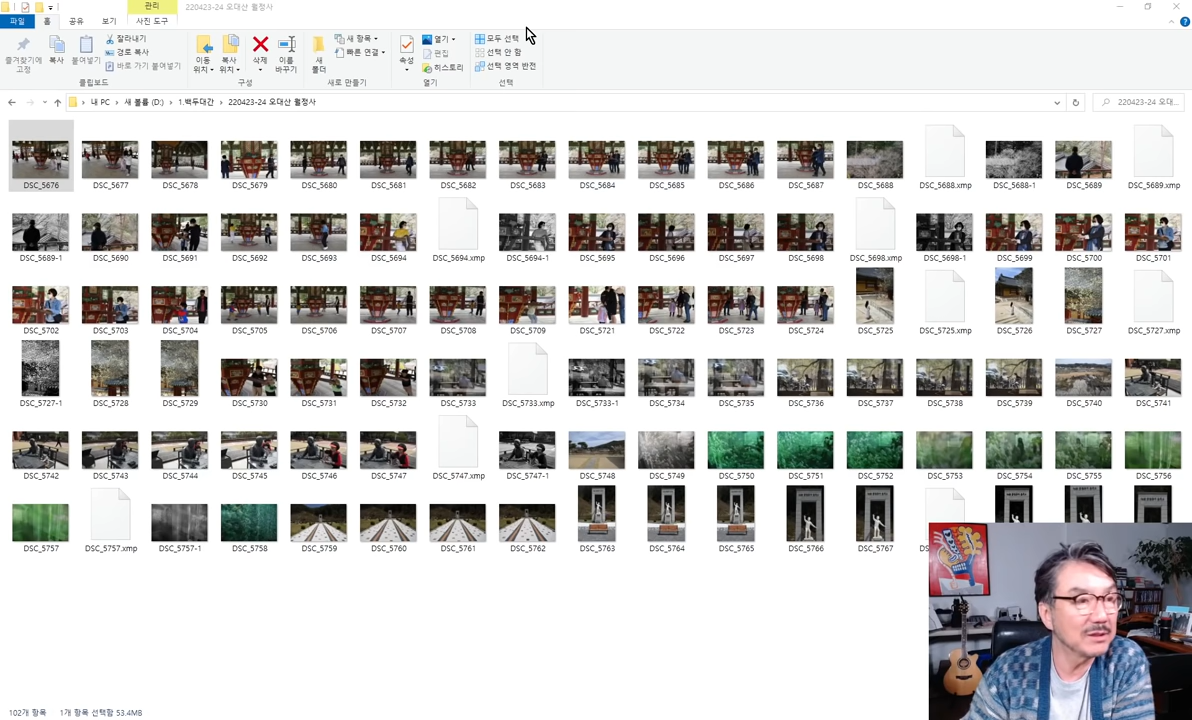 관리
220423-24 오대산 월정사
파일
홈
공유
보기
사진 도구
즐겨찾기에
고정
복사
붙여넣기
잘라내기
경로 복사
바로 가기 붙여넣기
이동
위치
복사
위치
삭제
이름
바꾸기
새
폴더
새 항목
빠른 연결
속성
열기
편집
히스토리
모두 선택
선택 안 함
선택 영역 반전
클립보드
구성
새로 만들기
열기
선택
내 PC > 새 볼륨 (D:) > 1.백두대간 > 220423-24 오대산 월정사
220423-24 오대...
DSC_5676 DSC_5677 DSC_5678 DSC_5679 DSC_5680 DSC_5681 DSC_5682 DSC_5683 DSC_5684 DSC_5685 DSC_5686 DSC_5687 DSC_5688 DSC_5688.xmp DSC_5688-1 DSC_5689 DSC_5689.xmp
DSC_5689-1 DSC_5690 DSC_5691 DSC_5692 DSC_5693 DSC_5694 DSC_5694.xmp DSC_5694-1 DSC_5695 DSC_5696 DSC_5697 DSC_5698 DSC_5698.xmp DSC_5698-1 DSC_5699 DSC_5700 DSC_5701
DSC_5702 DSC_5703 DSC_5704 DSC_5705 DSC_5706 DSC_5707 DSC_5708 DSC_5709 DSC_5721 DSC_5722 DSC_5723 DSC_5724 DSC_5725 DSC_5725.xmp DSC_5726 DSC_5727 DSC_5727.xmp
DSC_5727-1 DSC_5728 DSC_5729 DSC_5730 DSC_5731 DSC_5732 DSC_5733 DSC_5733.xmp DSC_5733-1 DSC_5734 DSC_5735 DSC_5736 DSC_5737 DSC_5738 DSC_5739 DSC_5740 DSC_5741
DSC_5742 DSC_5743 DSC_5744 DSC_5745 DSC_5746 DSC_5747 DSC_5747.xmp DSC_5747-1 DSC_5748 DSC_5749 DSC_5750 DSC_5751 DSC_5752 DSC_5753 DSC_5754 DSC_5755 DSC_5756
DSC_5757 DSC_5757.xmp DSC_5757-1 DSC_5758 DSC_5759 DSC_5760 DSC_5761 DSC_5762 DSC_5763 DSC_5764 DSC_5765 DSC_5766 DSC_5767
102개 항목 1개 항목 선택함 53.4MB